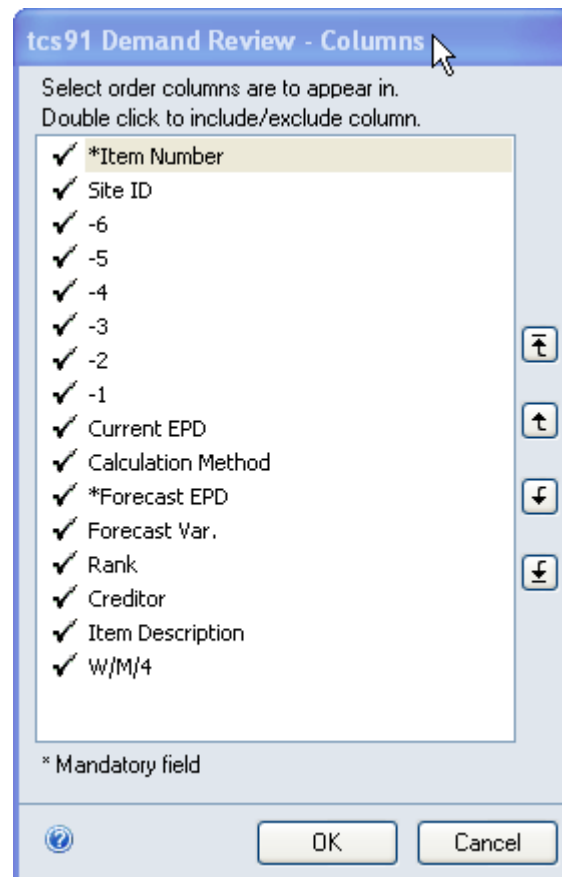 tcs91 Demand Review - Columns
Select order columns are to appear in.
Double click to include/exclude column.
*Item Number
Site ID
-6
-5
-4
-3
-2
-1
Current EPD
Calculation Method
*Forecast EPD
Forecast Var.
Rank
Creditor
Item Description
W/M/4
* Mandatory field
OK
Cancel